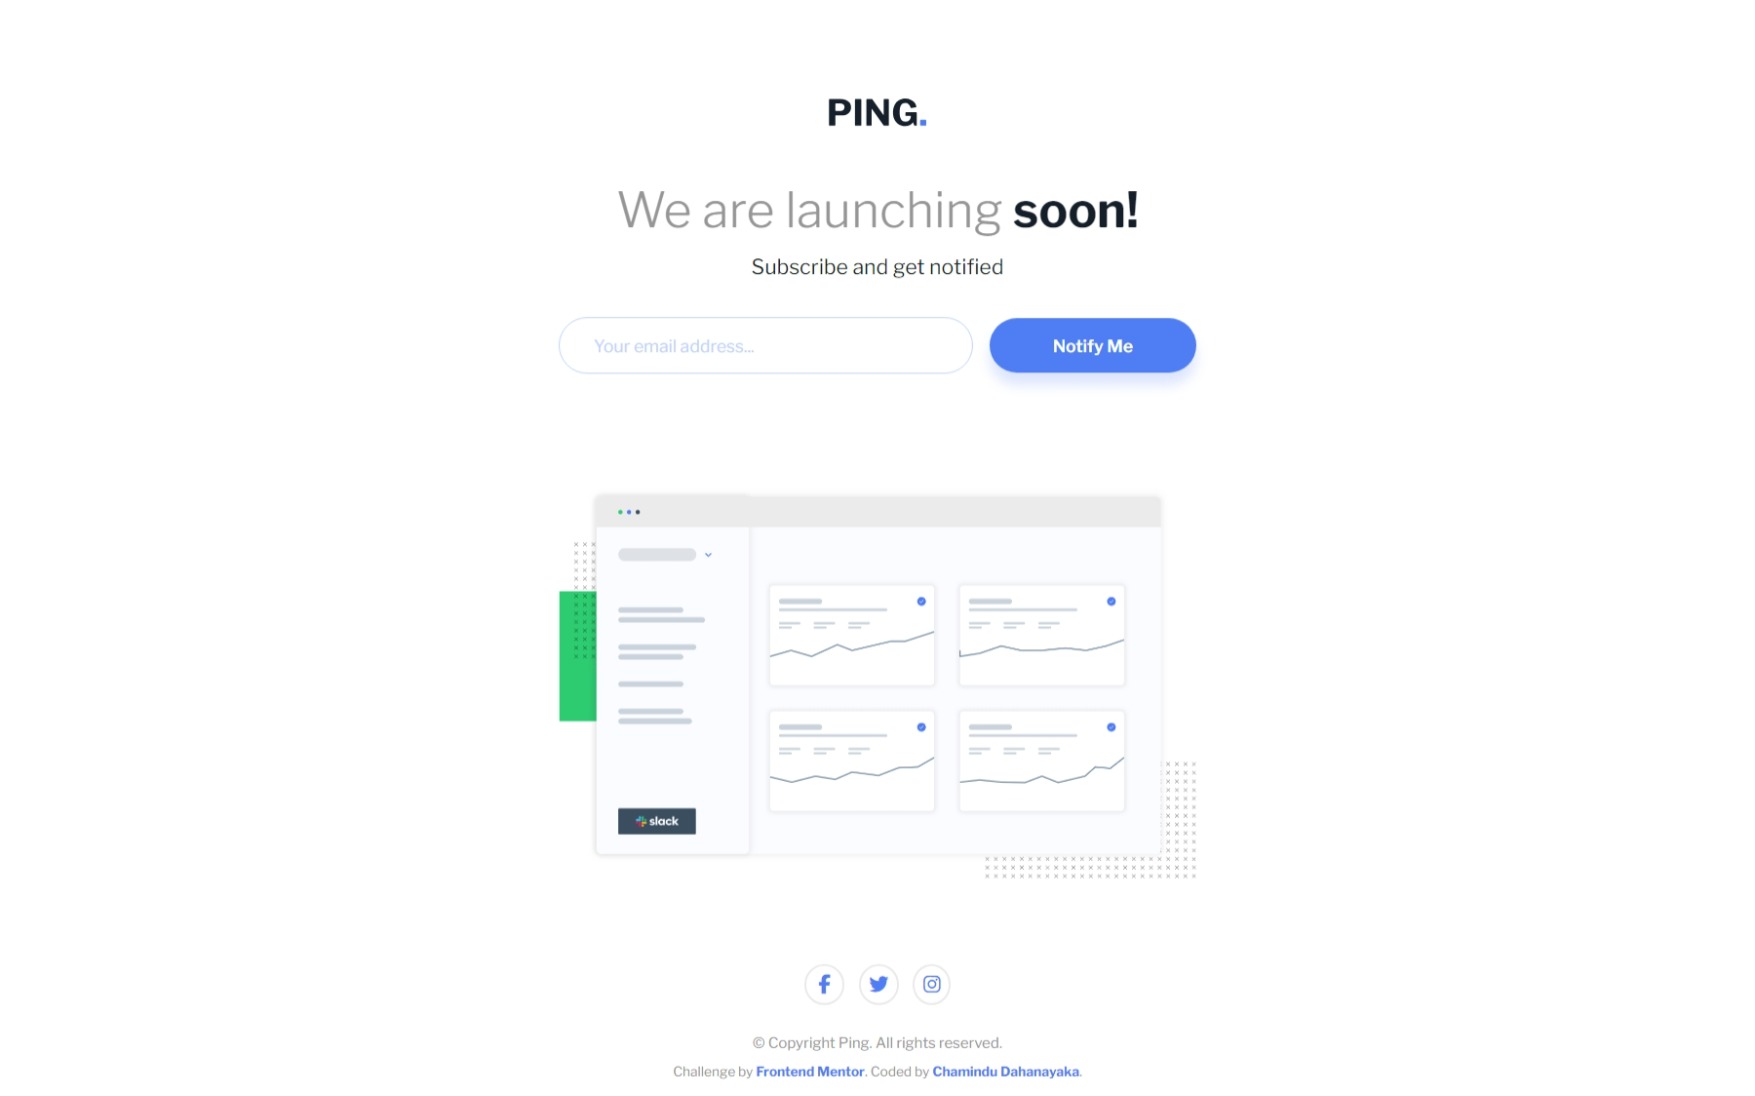 PING.
We are launching soon!
Subscribe and get notified
Your email address...
Notify Me
slack
© Copyright Ping. All rights reserved.
Challenge by Frontend Mentor. Coded by Chamindu Dahanayaka.